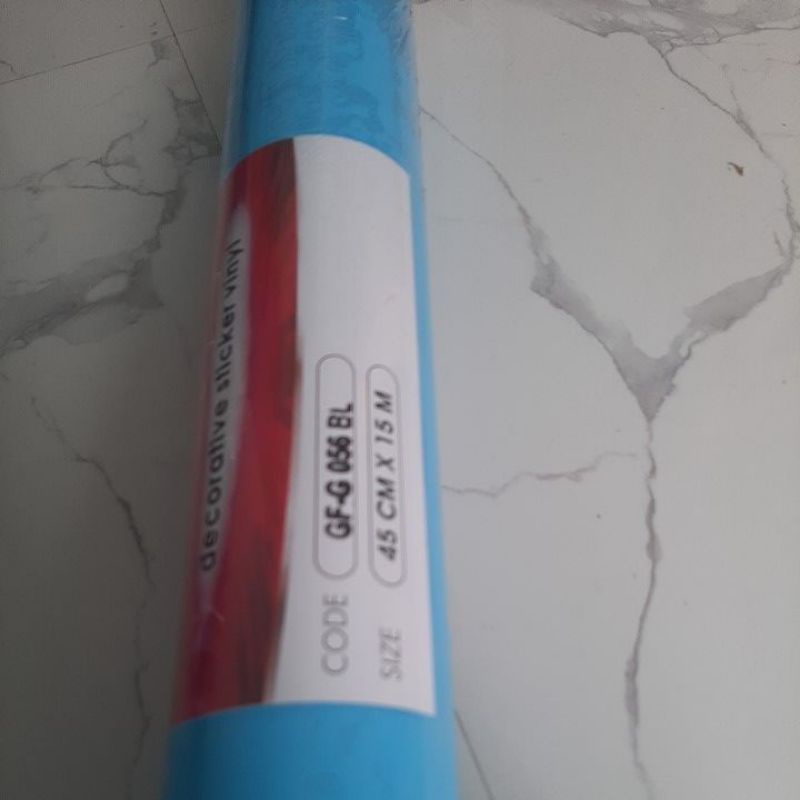 decorative sticker vinyl
CODE GF-G 056 BL
SIZE 45 CM X 15 M